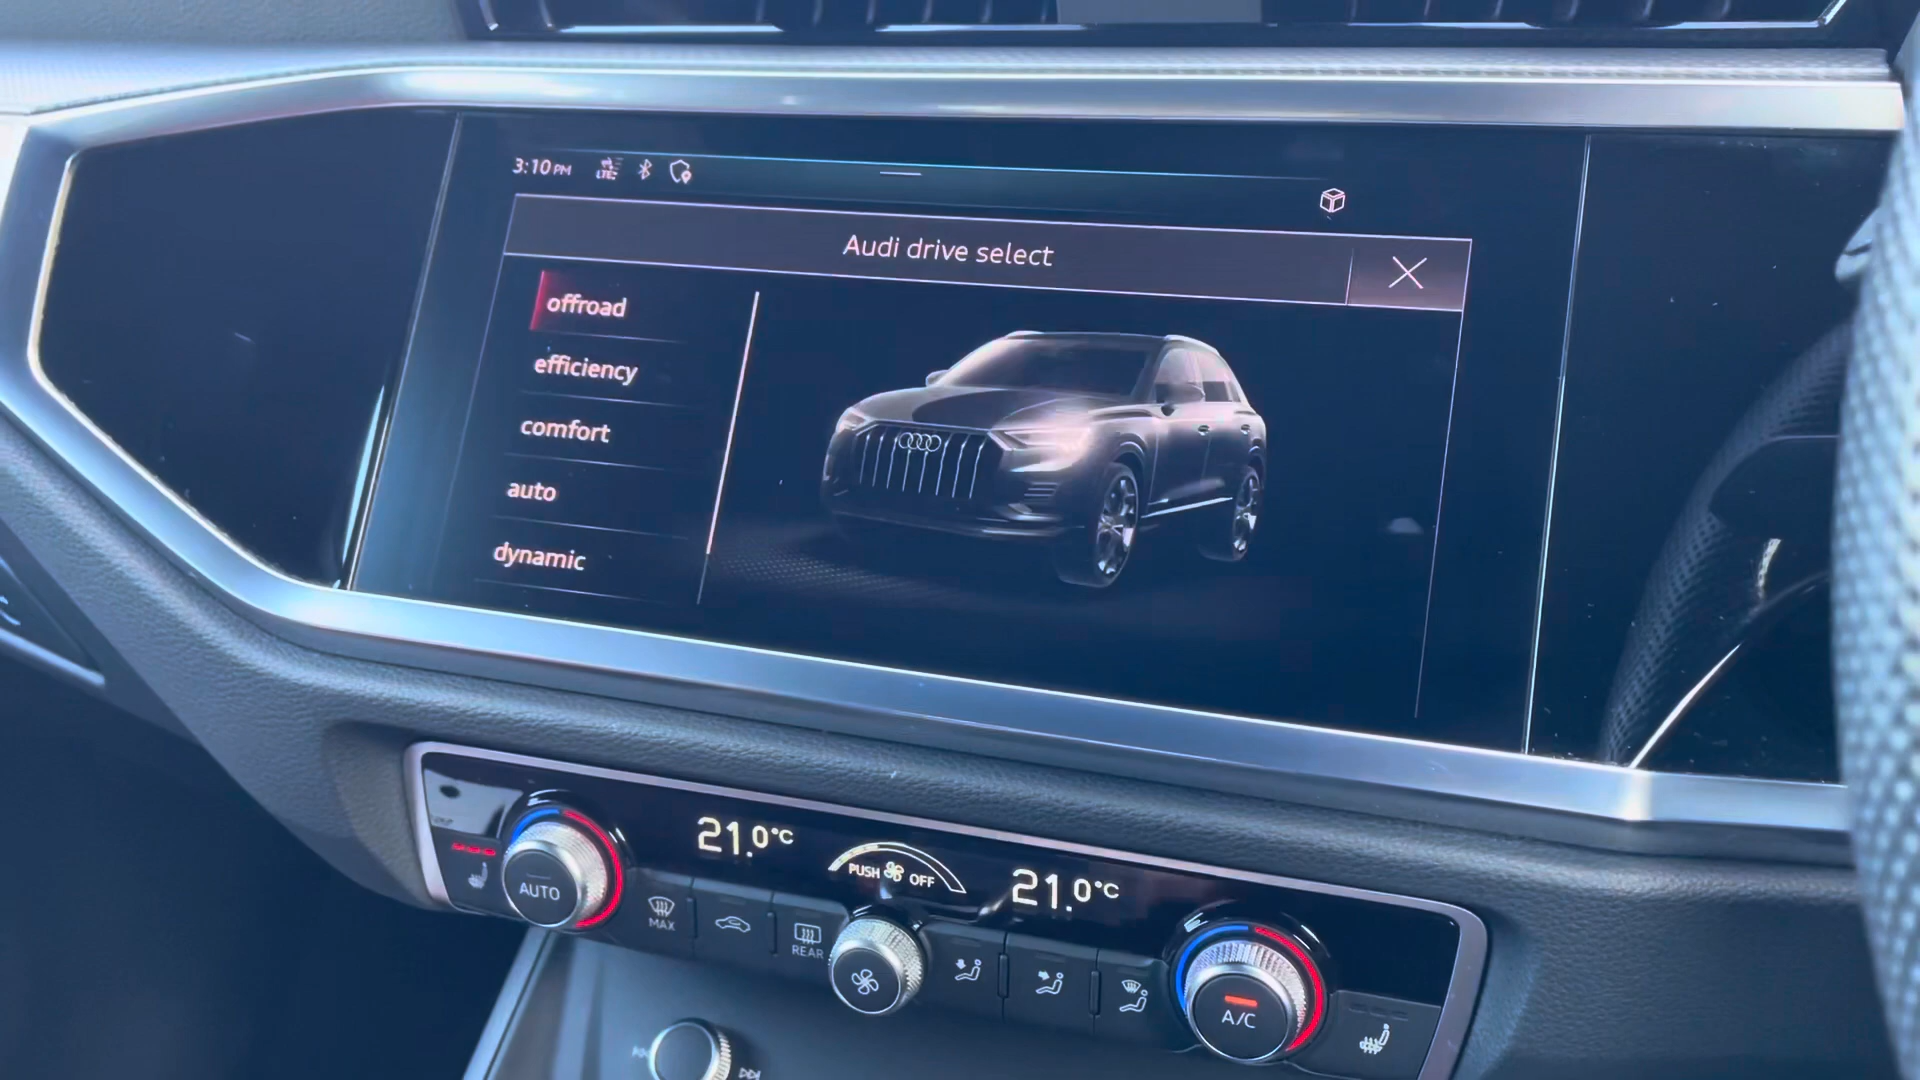 3:10 PM LTE
Audi drive select
offroad
efficiency
comfort
auto
dynamic
21.0°C
PUSH OFF
21.0°C
AUTO
MAX
REAR
A/C